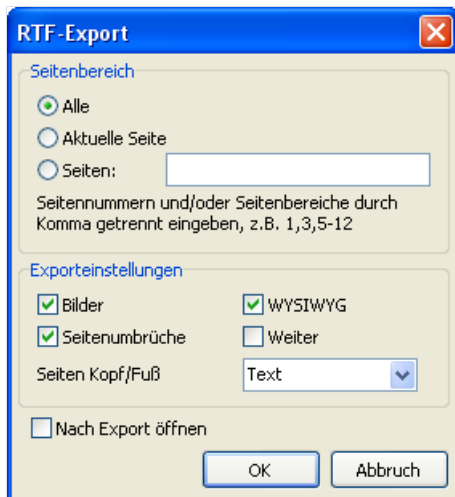 RTF-Export
Seitenbereich
Alle
Aktuelle Seite
Seiten:
Seitennummern und/oder Seitenbereiche durch
Komma getrennt eingeben, z.B. 1,3,5-12
Exporteinstellungen
Bilder WYSIWYG
Seitenumbrüche Weiter
Seiten Kopf/Fuß Text
Nach Export öffnen
OK Abbruch